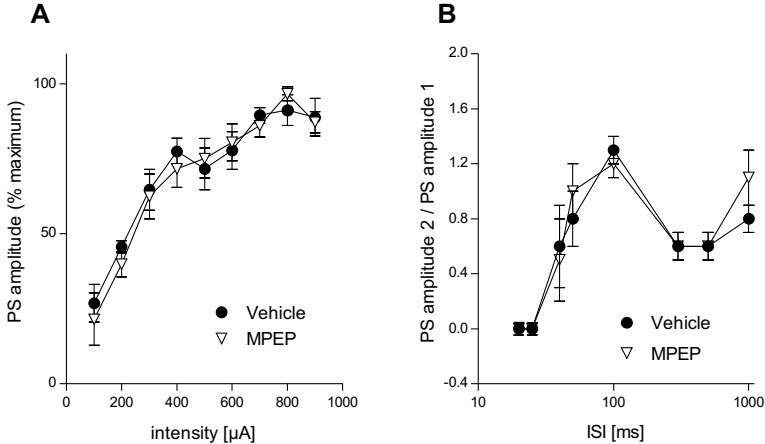 A
PS amplitude (% maximum)
100
50
0
0 200 400 600 800 1000
intensity [µA]
Vehicle
MPEP
B
PS amplitude 2 / PS amplitude 1
2.0
1.6
1.2
0.8
0.4
0.0
-0.4
10 100 1000
ISI [ms]
Vehicle
MPEP